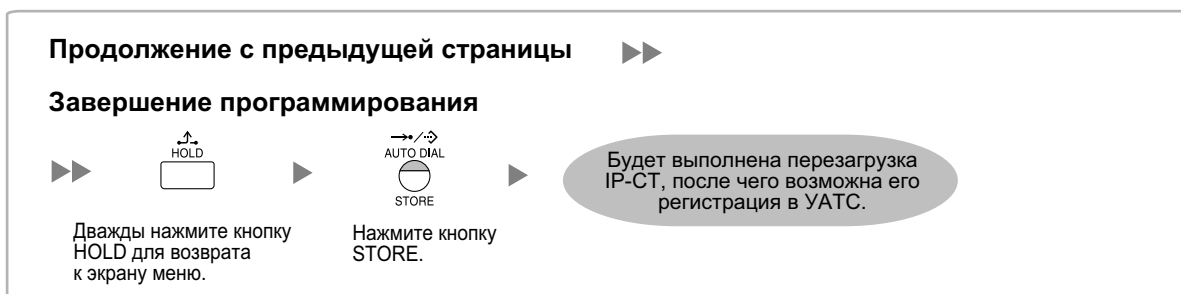 Продолжение с предыдущей страницы
Завершение программирования
HOLD
AUTO DIAL
STORE
Дважды нажмите кнопку
HOLD для возврата
к экрану меню.
Нажмите кнопку
STORE.
Будет выполнена перезагрузка
IP-СТ, после чего возможна его
регистрация в УАТС.